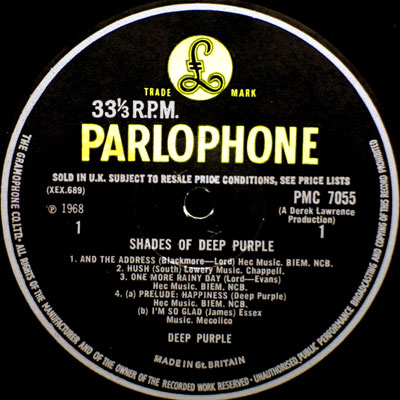 TRADE MARK
33⅓ R.P.M.
PARLOPHONE
SOLD IN U.K. SUBJECT TO RESALE PRICE CONDITIONS, SEE PRICE LISTS
(XEX.689)
PMC 7055
℗ 1968
(A Derek Lawrence
Production)
1
1
SHADES OF DEEP PURPLE
1. AND THE ADDRESS (Blackmore—Lord) Hec Music. BIEM. NCB.
2. HUSH (South) Lowery Music. Chappell.
3. ONE MORE RAINY DAY (Lord—Evans)
Hec Music. BIEM. NCB.
4. (a) PRELUDE: HAPPINESS (Deep Purple)
Hec Music. BIEM. NCB.
(b) I'M SO GLAD (James) Essex
Music. Mecolico
DEEP PURPLE
MADE IN Gt. BRITAIN
THE GRAMOPHONE CO. LTD. · ALL RIGHTS OF THE MANUFACTURER AND OF THE OWNER OF THE RECORDED WORK RESERVED · UNAUTHORISED PUBLIC PERFORMANCE BROADCASTING AND COPYING OF THIS RECORD PROHIBITED